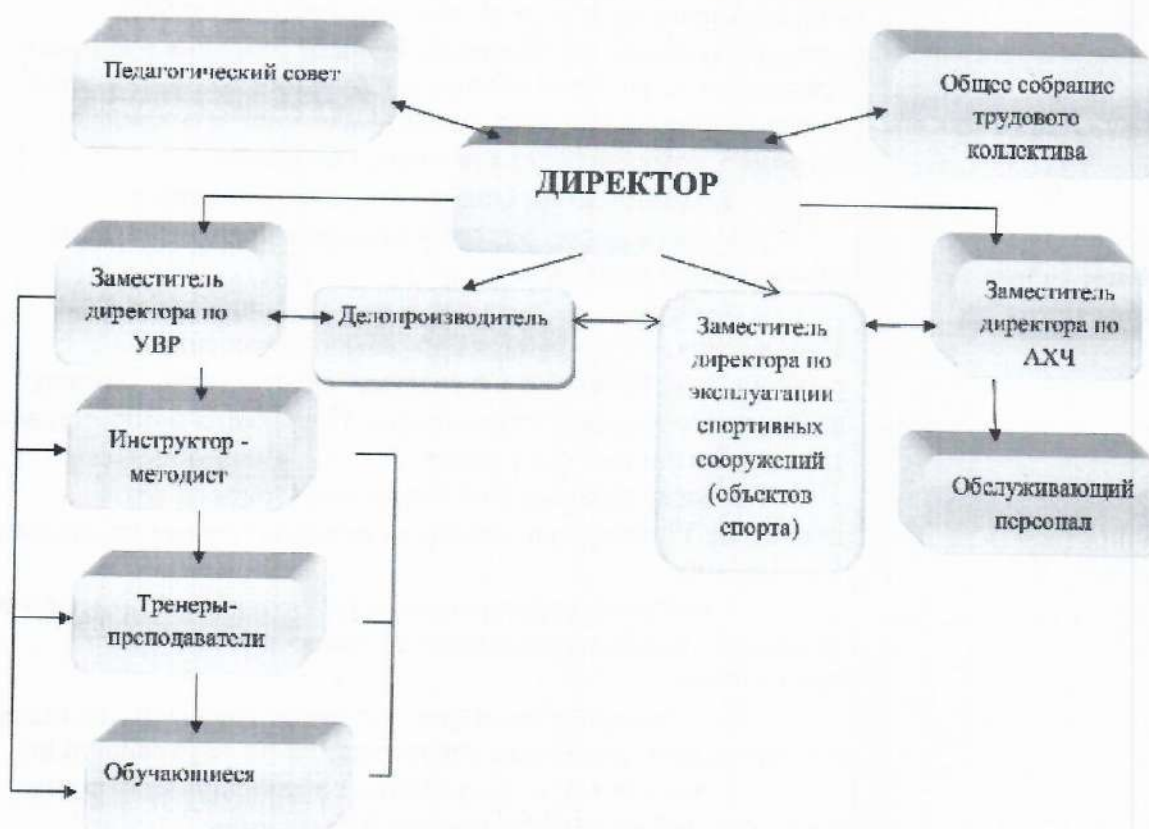 Педагогический совет
Общее собрание
трудового
коллектива
ДИРЕКТОР
Заместитель
директора по
УВР
Делопроизводитель
Заместитель
директора по
эксплуатации
спортивных
сооружений
(объектов
спорта)
Заместитель
директора по
АХЧ
Инструктор -
методист
Обслуживающий
персонал
Тренеры-
преподаватели
Обучающиеся